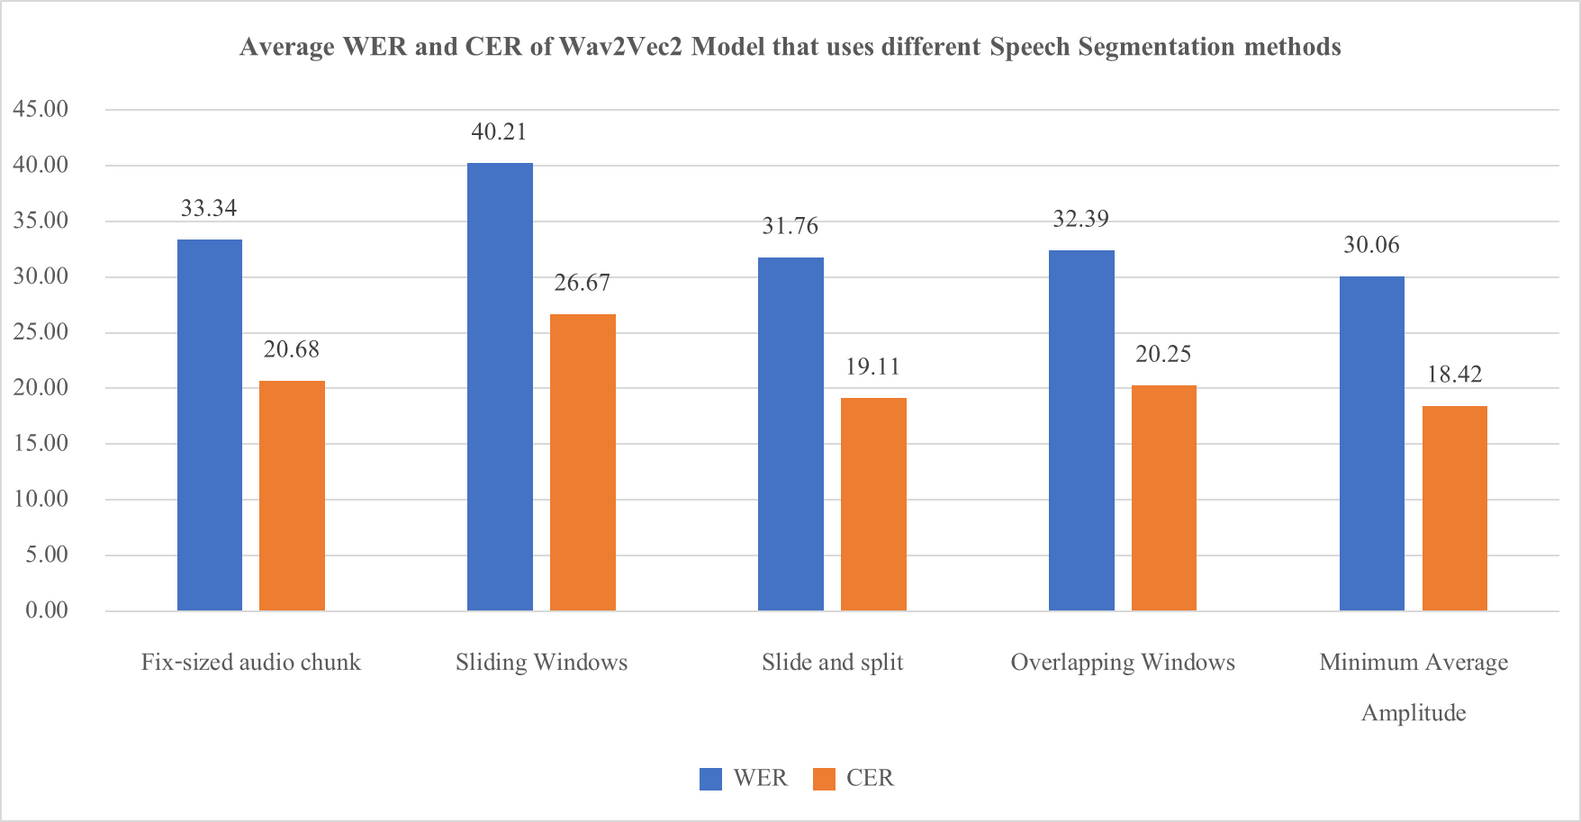 Average WER and CER of Wav2Vec2 Model that uses different Speech Segmentation methods
45.00
40.00
35.00
30.00
25.00
20.00
15.00
10.00
5.00
0.00
33.34
20.68
40.21
26.67
31.76
19.11
32.39
20.25
30.06
18.42
Fix-sized audio chunk
Sliding Windows
Slide and split
Overlapping Windows
Minimum Average
Amplitude
WER
CER